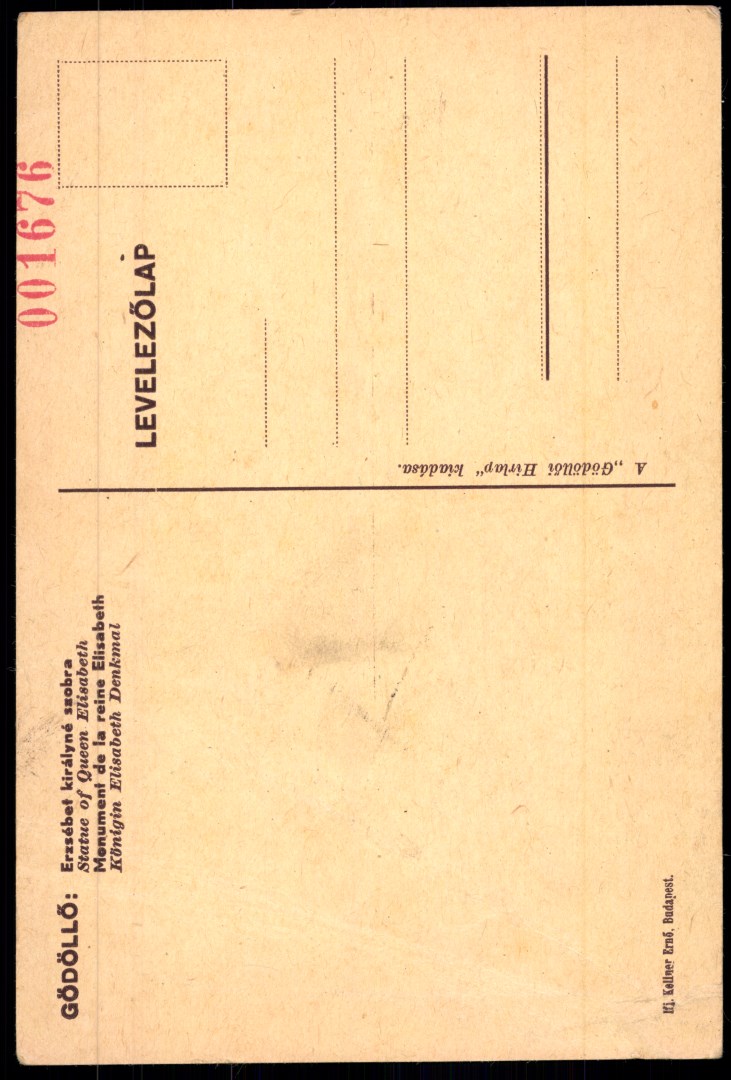 001676
GÖDÖLLŐ:
Erzsébet királyné szobra
Statue of Queen Elisabeth
Monument de la reine Elisabeth
Königin Elisabeth Denkmal
LEVELEZŐLAP
A „Gödöllői Hirlap" kiadása.
Ifj. Kellner Ernő, Budapest.